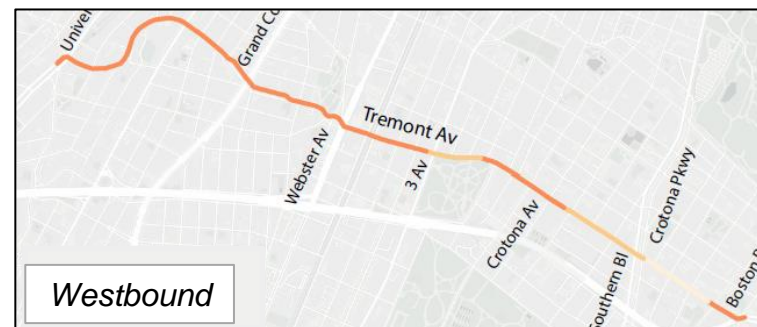 Univer
Grand Co
Webster Av
Tremont Av
3 Av
Crotona Av
Southern Bl
Crotona Pkwy
Boston R
Westbound